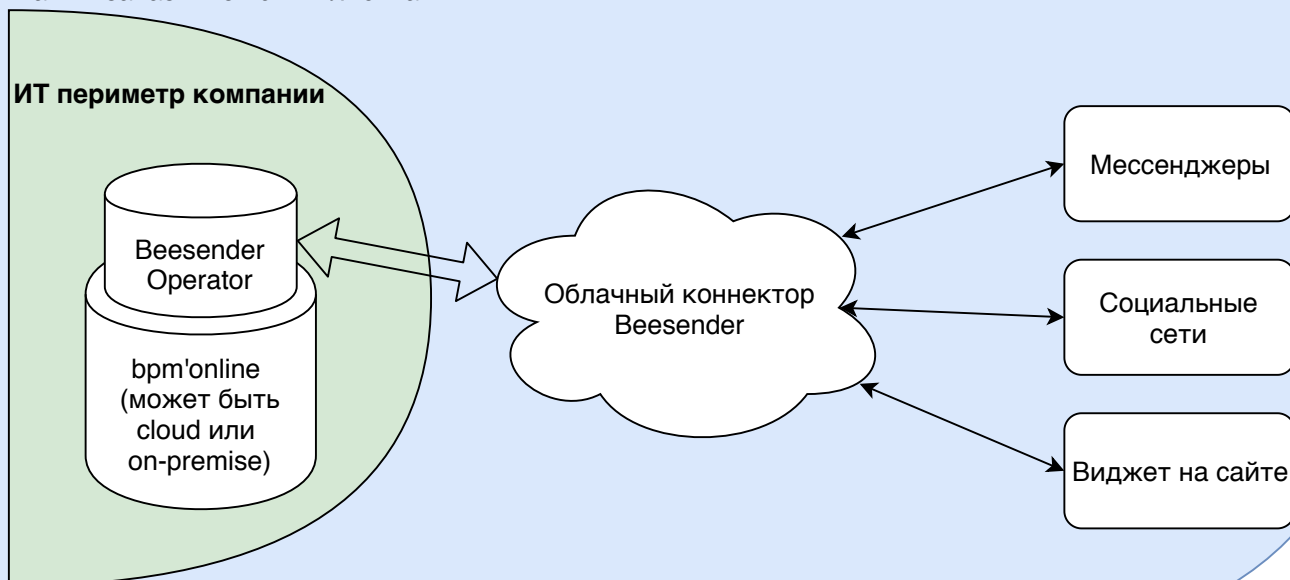 ИТ периметр компании
Beesender
Operator
bpm'online
(может быть
cloud или
on-premise)
Облачный коннектор
Beesender
Мессенджеры
Социальные
сети
Виджет на сайте